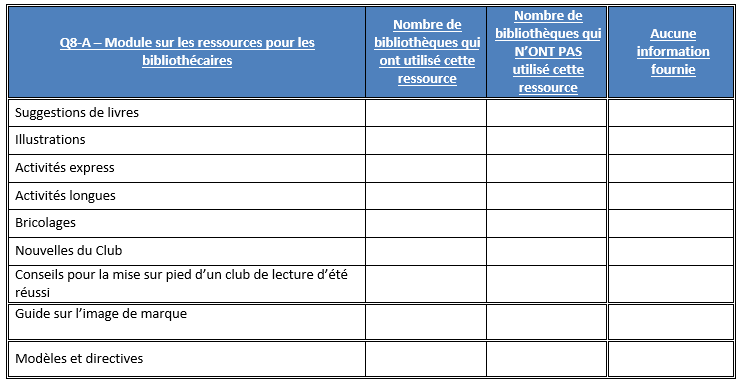 Q8-A – Module sur les ressources pour les
bibliothécaires
Nombre de
bibliothèques qui
ont utilisé cette
ressource
Nombre de
bibliothèques qui
N’ONT PAS
utilisé cette
ressource
Aucune
information
fournie
Suggestions de livres
Illustrations
Activités express
Activités longues
Bricolages
Nouvelles du Club
Conseils pour la mise sur pied d’un club de lecture d’été
réussi
Guide sur l’image de marque
Modèles et directives